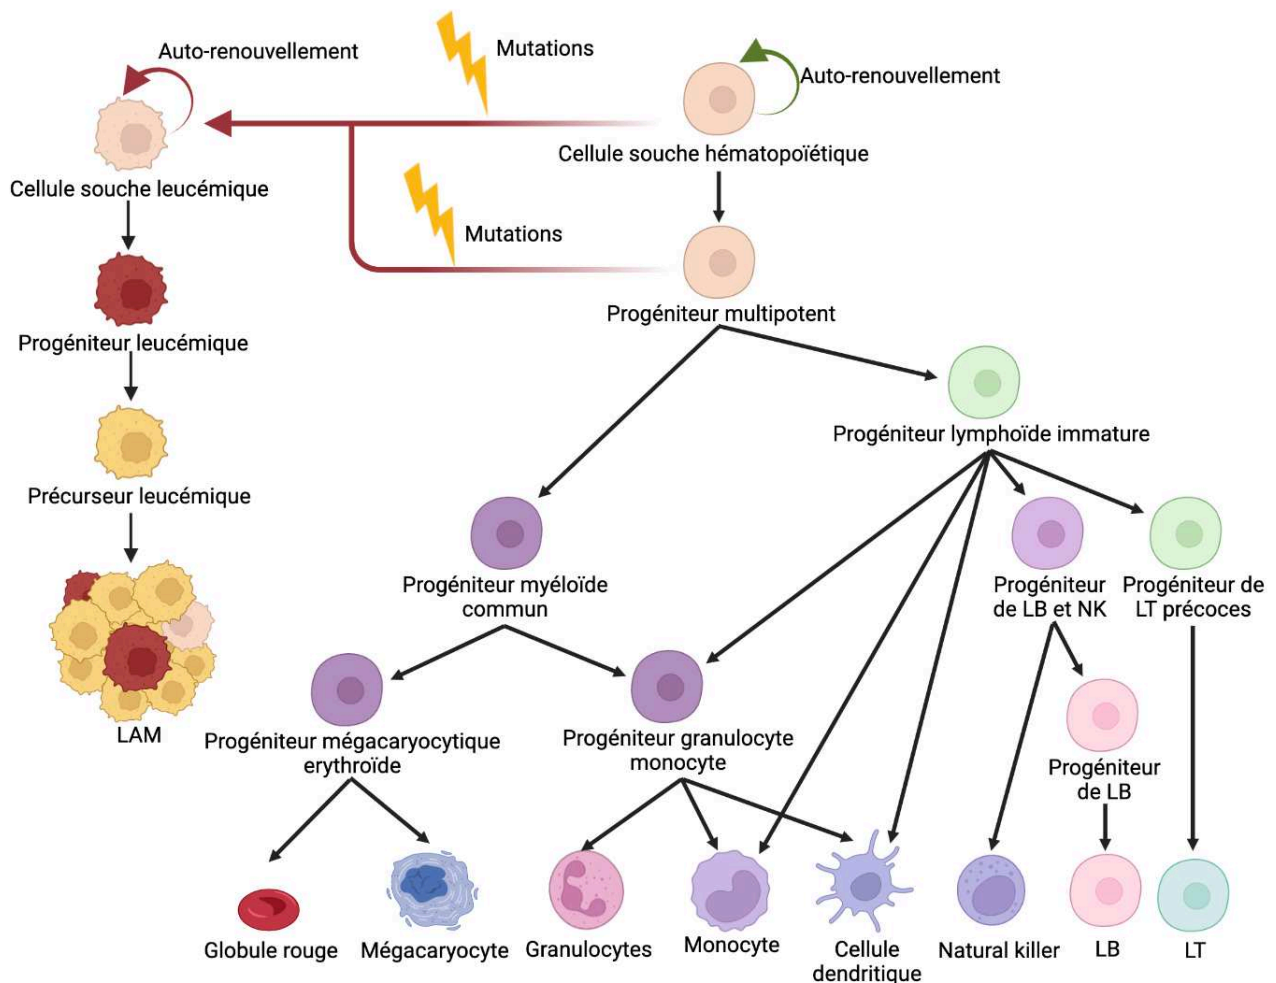 Auto-renouvellement
Mutations
Auto-renouvellement
Cellule souche hématopoïétique
Cellule souche leucémique
Mutations
Progéniteur multipotent
Progéniteur leucémique
Progéniteur lymphoïde immature
Précurseur leucémique
Progéniteur myéloïde
commun
Progéniteur
de LB et NK
Progéniteur de
LT précoces
LAM
Progéniteur mégacaryocytique
erythroïde
Progéniteur granulocyte
monocyte
Progéniteur
de LB
Globule rouge
Mégacaryocyte
Granulocytes
Monocyte
Cellule
dendritique
Natural killer
LB
LT